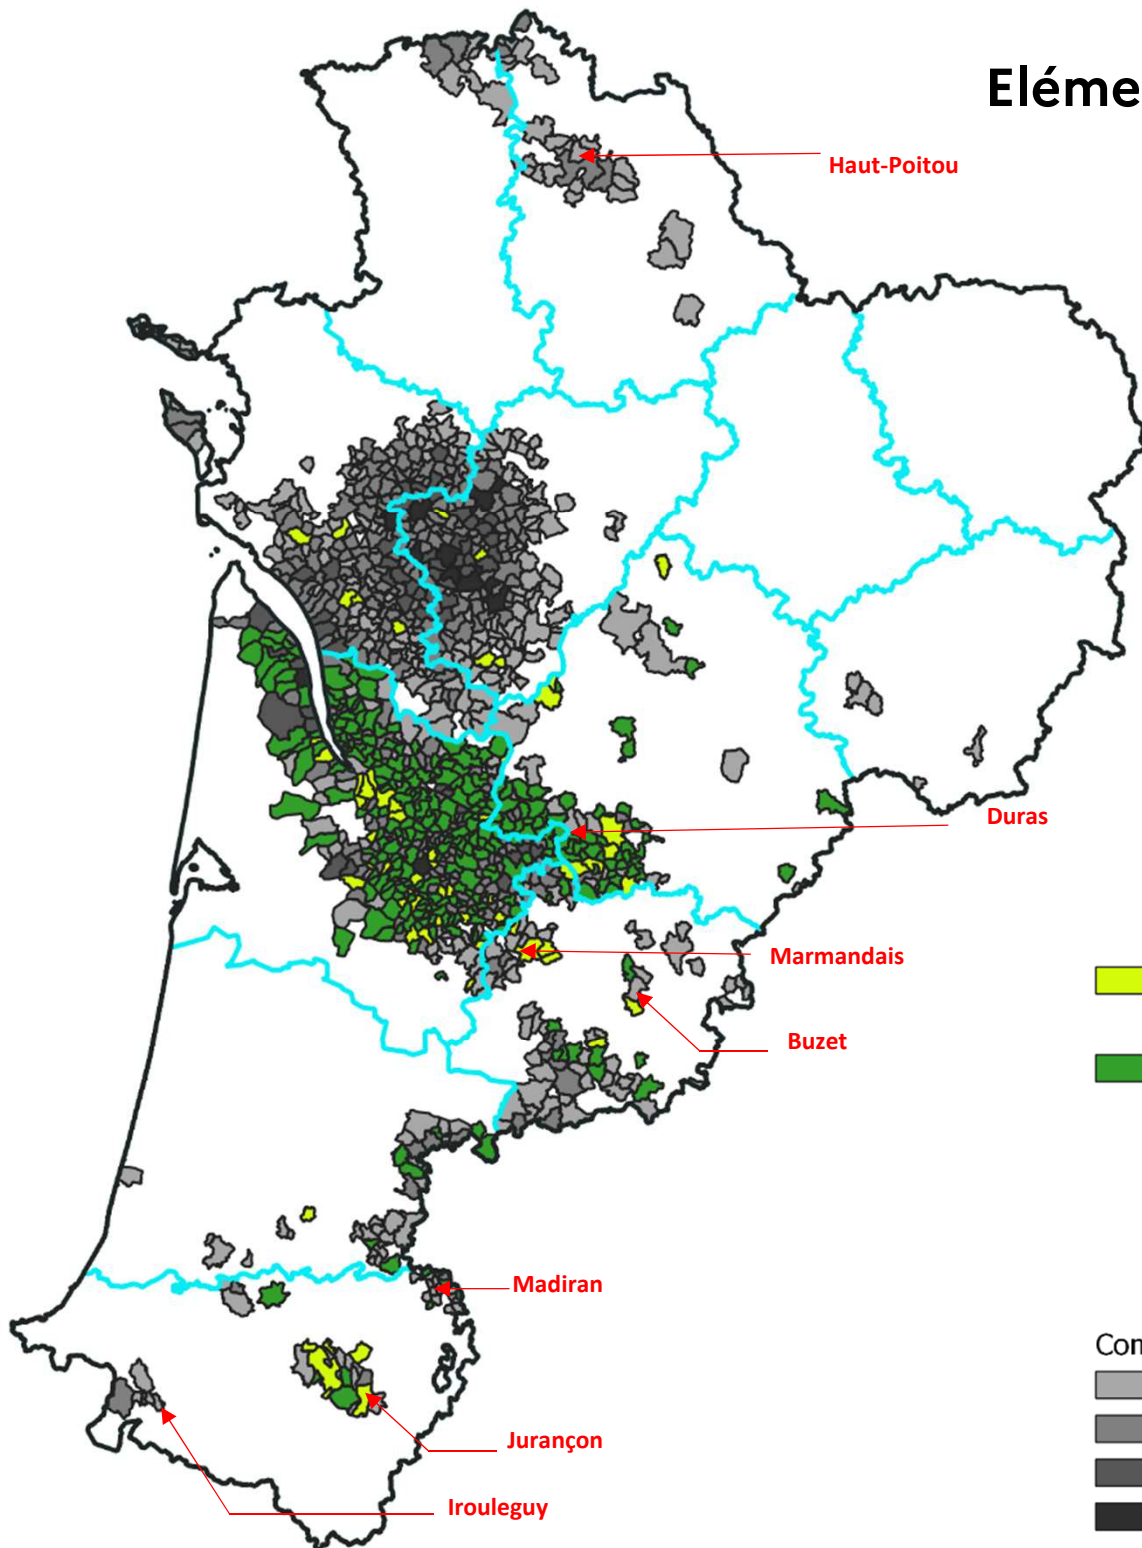 Eléme
Haut-Poitou
Duras
Marmandais
Buzet
Madiran
Con
Jurançon
Irouleguy